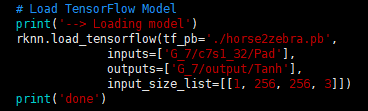 # Load TensorFlow Model
print('--> Loading model')
rknn.load_tensorflow(tf_pb='./horse2zebra.pb',
inputs=['G_7/c7s1_32/Pad'],
outputs=['G_7/output/Tanh'],
input_size_list=[[1, 256, 256, 3]])
print('done')